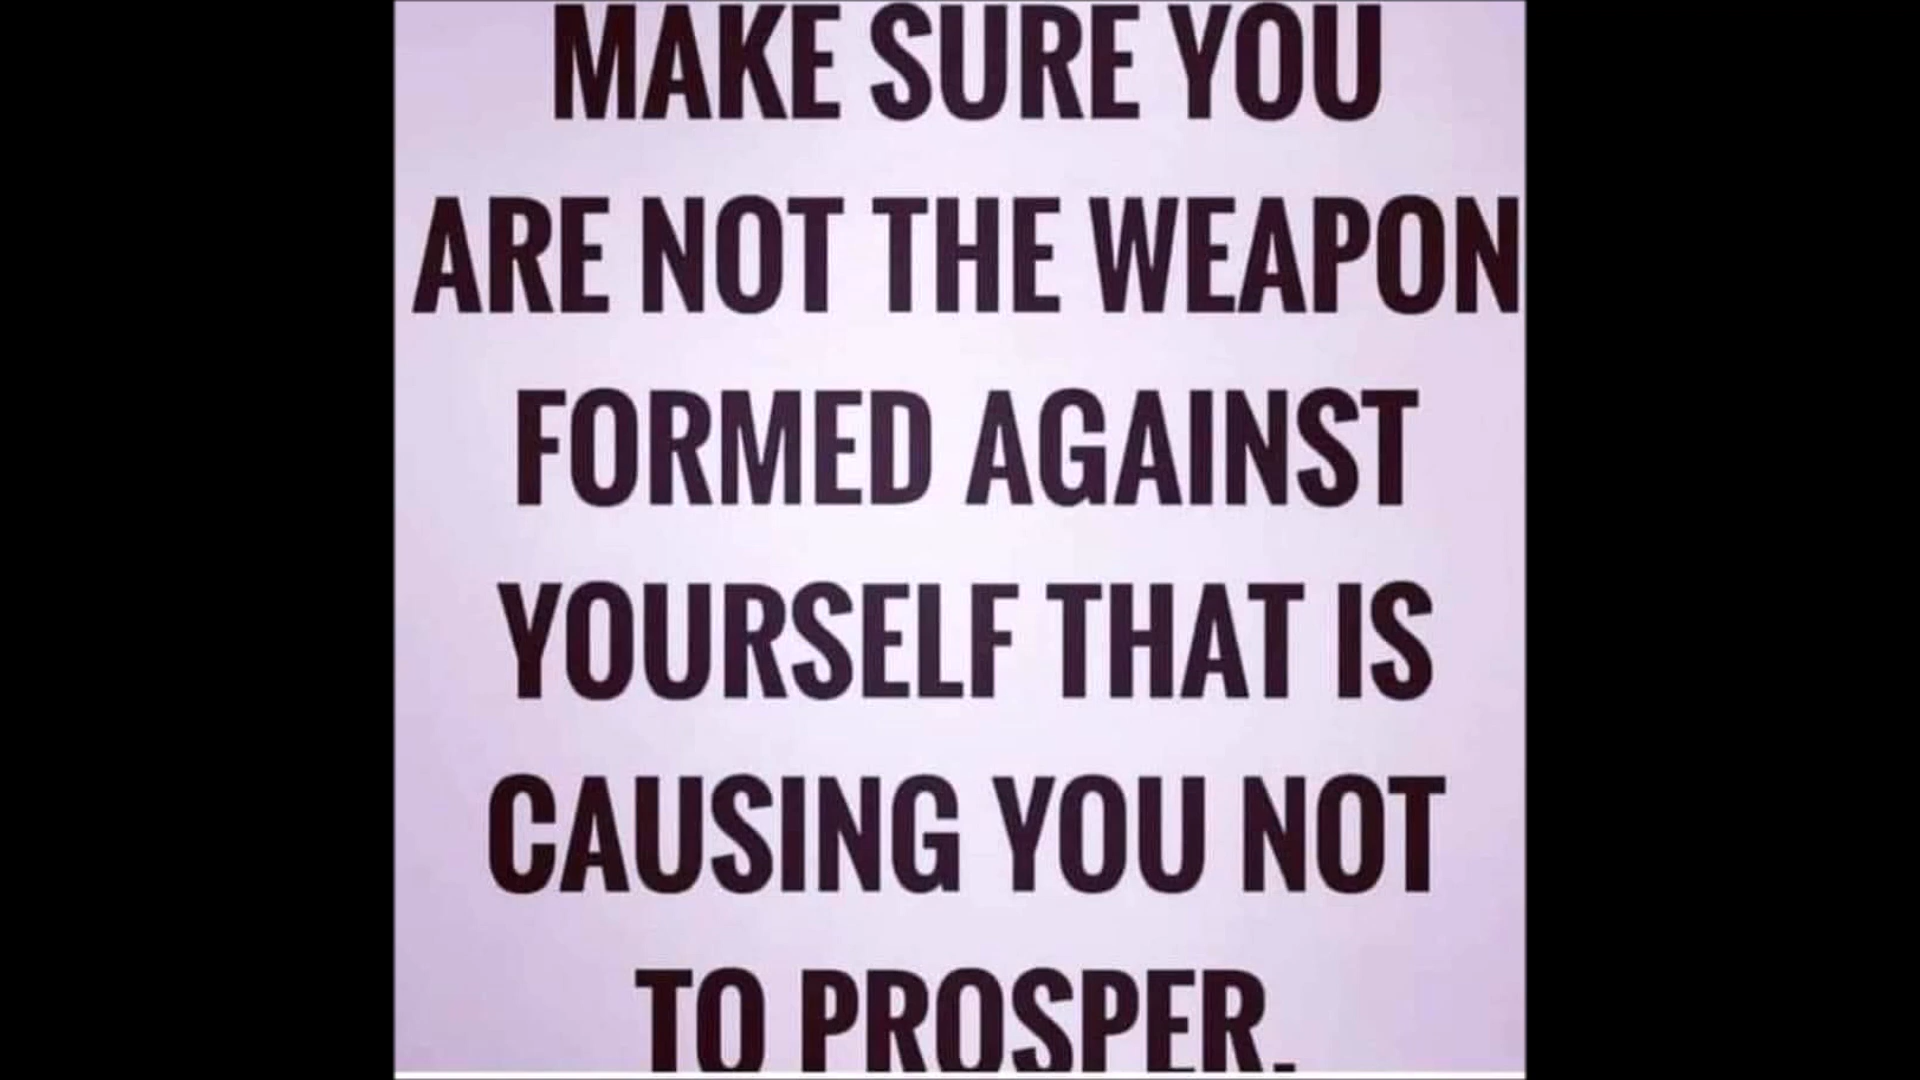 MAKE SURE YOU
ARE NOT THE WEAPON
FORMED AGAINST
YOURSELF THAT IS
CAUSING YOU NOT
TO PROSPER.